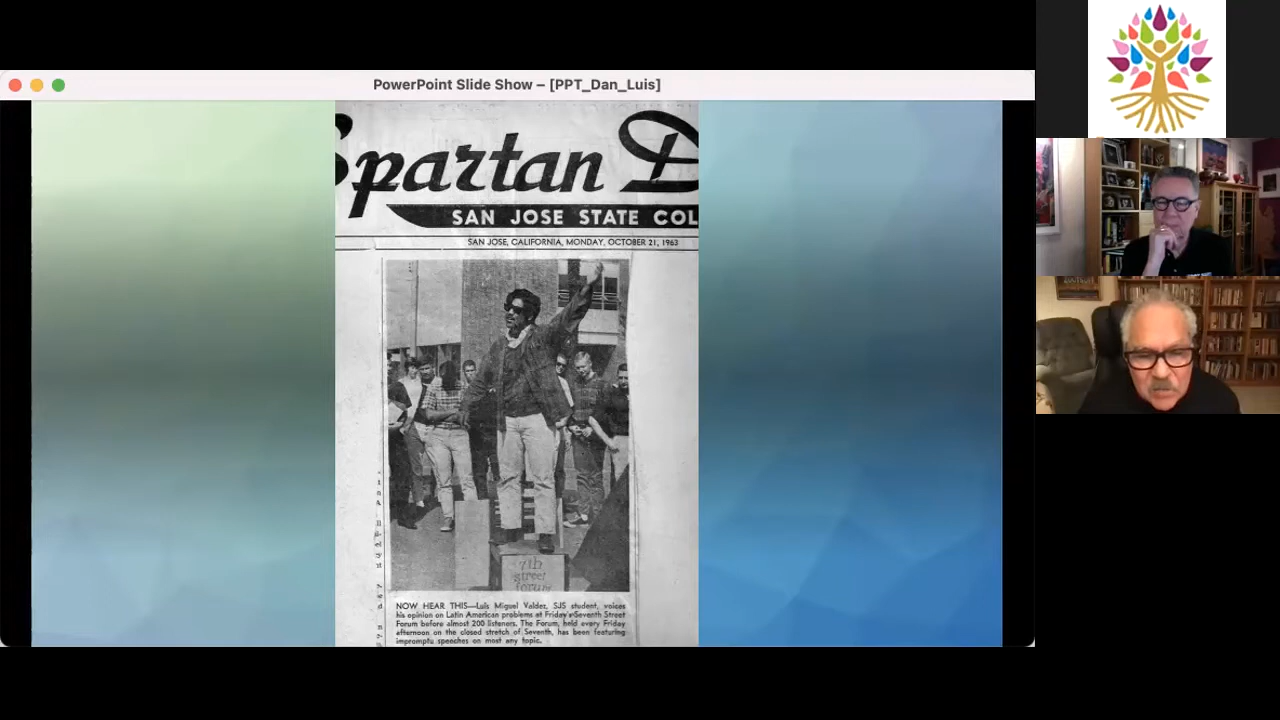 PowerPoint Slide Show – [PPT_Dan_Luis]
Spartan D
SAN JOSE STATE COL
SAN JOSE, CALIFORNIA, MONDAY, OCTOBER 21, 1963
7th
street
forum
NOW HEAR THIS—Luis Miguel Valdez, SJS student, voices
his opinion on Latin American problems at Friday's Seventh Street
Forum before almost 200 listeners. The Forum, held every Friday
afternoon on the closed stretch of Seventh, has been featuring
impromptu speeches on most any topic.